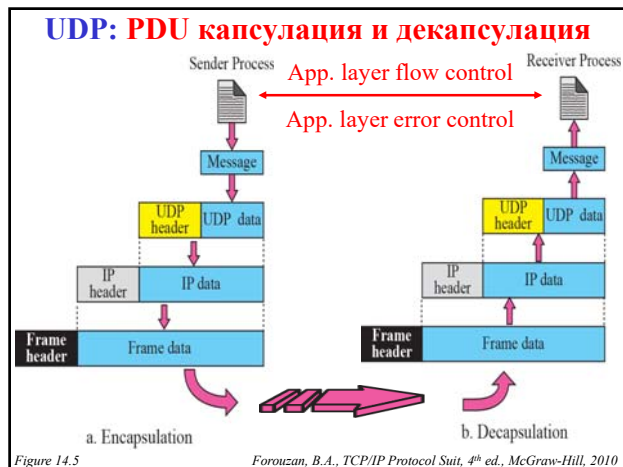 UDP: PDU капсулация и декапсулация
Sender Process
Receiver Process
App. layer flow control
App. layer error control
Message
Message
UDP header
UDP data
UDP header
UDP data
IP header
IP data
IP header
IP data
Frame header
Frame data
Frame header
Frame data
a. Encapsulation
b. Decapsulation
Figure 14.5
Forouzan, B.A., TCP/IP Protocol Suit, 4th ed., McGraw-Hill, 2010